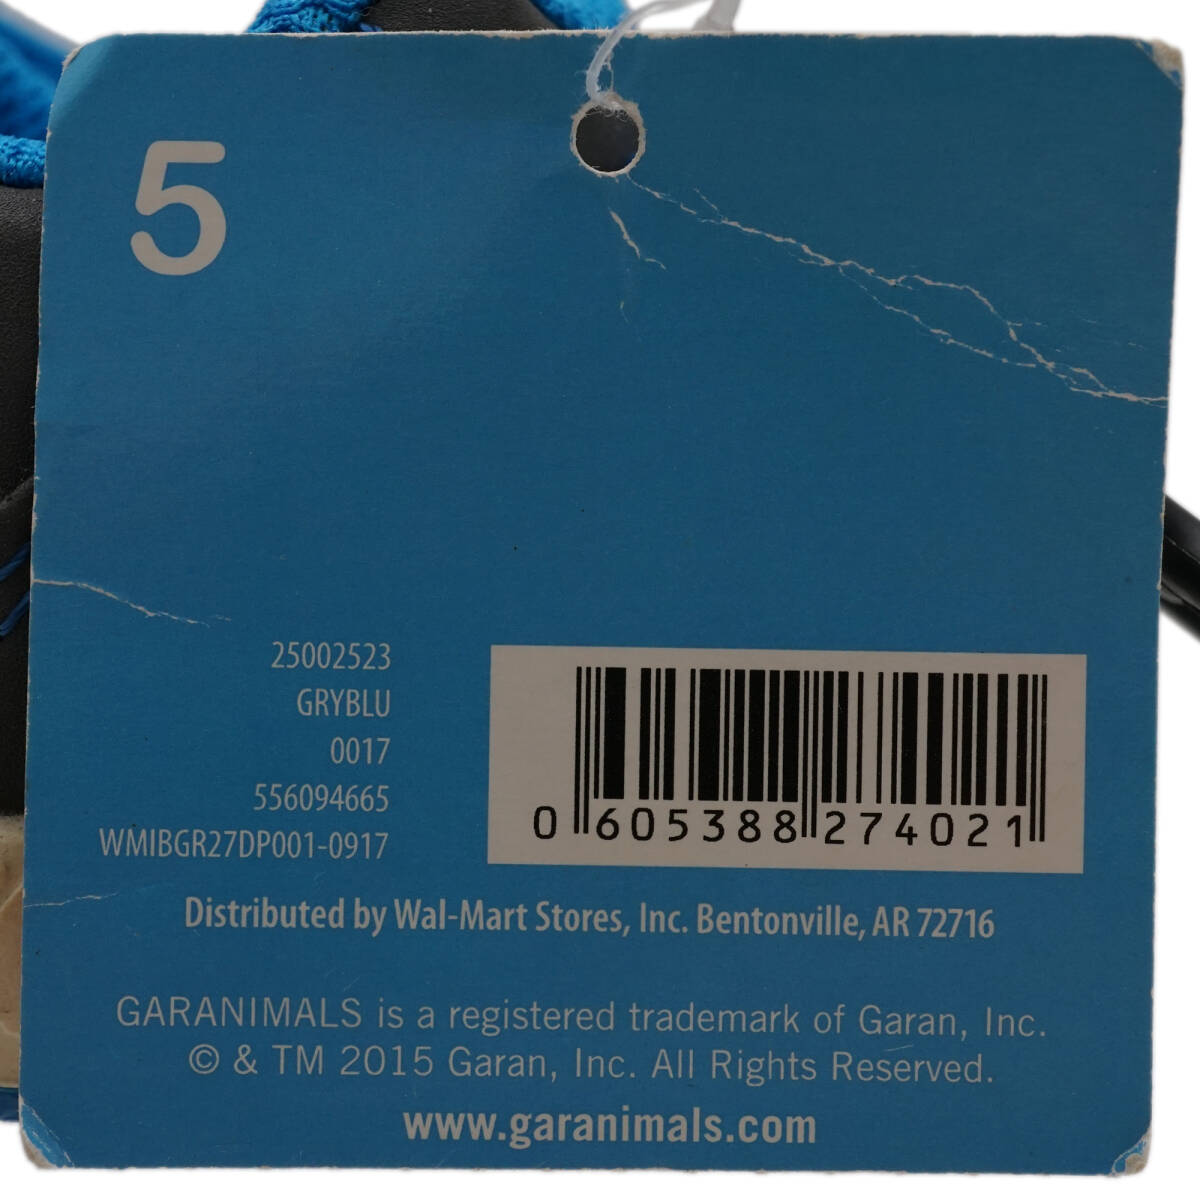 5
25002523
GRYBLU
0017
556094665
WMIBGR27DP001-0917
0 605388 274021
Distributed by Wal-Mart Stores, Inc. Bentonville, AR 72716
GARANIMALS is a registered trademark of Garan, Inc.
© & TM 2015 Garan, Inc. All Rights Reserved.
www.garanimals.com